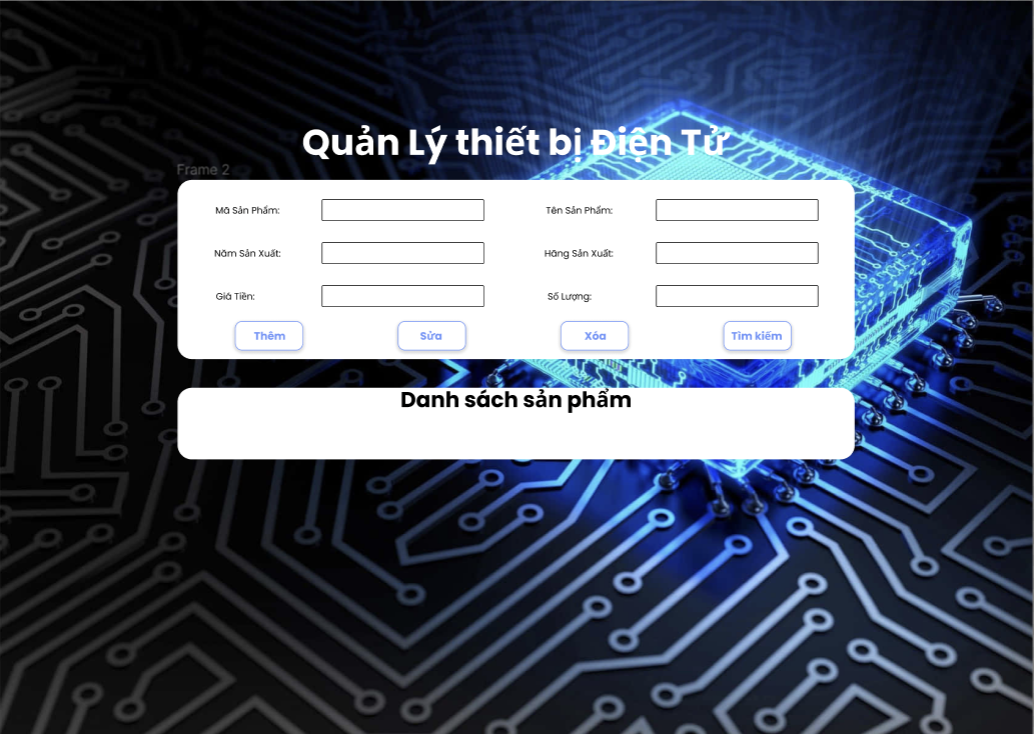 Quản Lý thiết bị Điện Tử
Frame 2
Mã Sản Phẩm: Tên Sản Phẩm:
Năm Sản Xuất: Hãng Sản Xuất:
Giá Tiền: Số Lượng:
Thêm Sửa Xóa Tìm kiếm
Danh sách sản phẩm